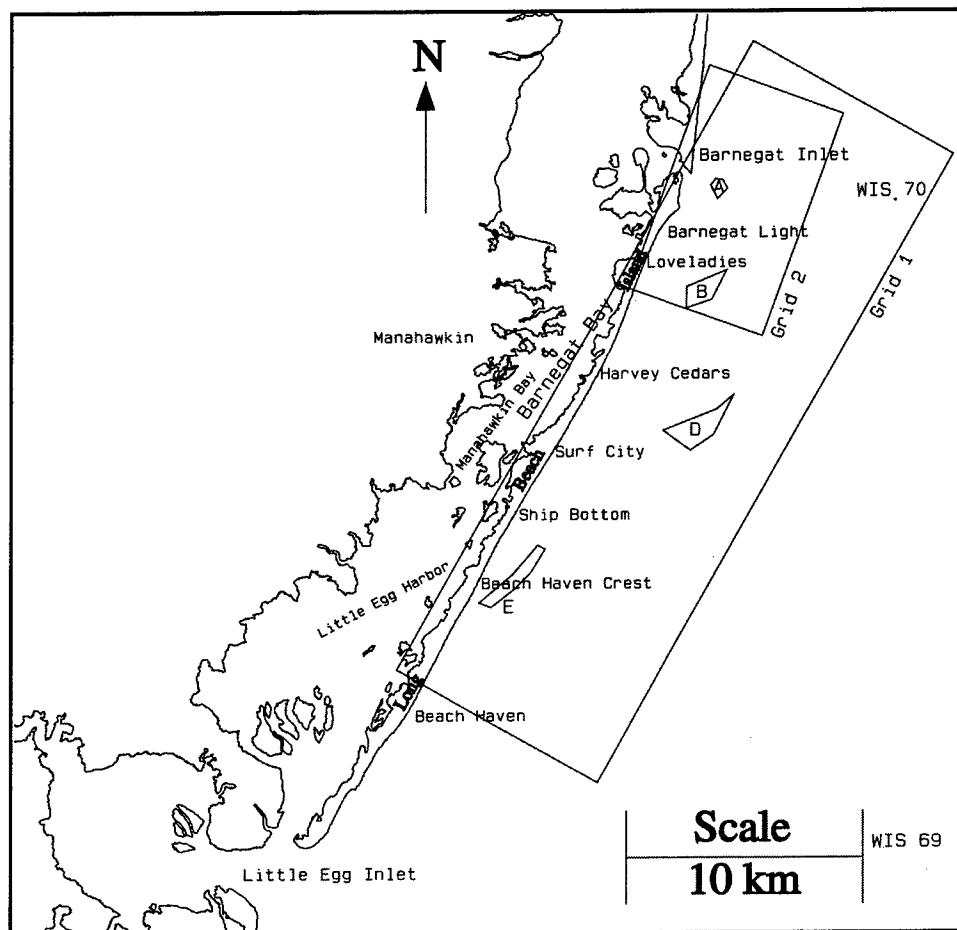 N
Barnegat Inlet
A
WIS. 70
Barnegat Light
Island
Loveladies
B
Grid 2
Grid 1
Manahawkin
Barnegat Bay
Manahawkin Bay
Harvey Cedars
D
Surf City
Beach
Ship Bottom
Little Egg Harbor
Beach Haven Crest
E
Long
Beach Haven
Scale
10 km
WIS 69
Little Egg Inlet